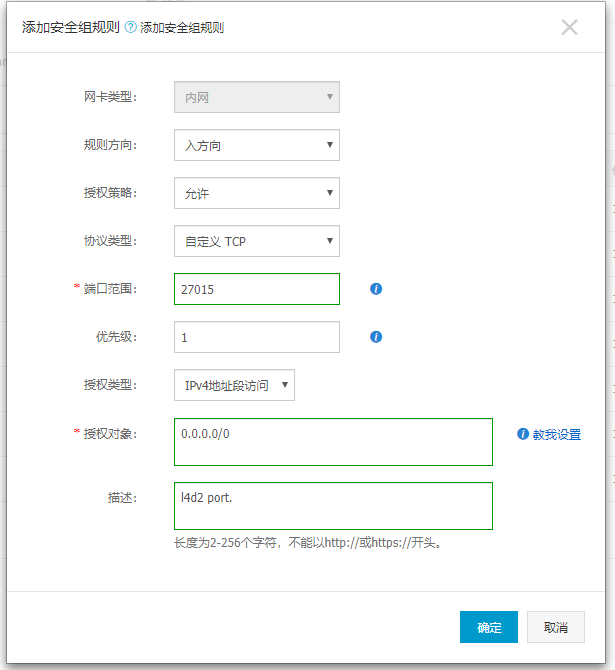 添加安全组规则 ? 添加安全组规则
网卡类型： 内网
规则方向： 入方向
授权策略： 允许
协议类型： 自定义 TCP
* 端口范围： 27015
优先级： 1
授权类型： IPv4地址段访问
* 授权对象： 0.0.0.0/0 教我设置
描述： l4d2 port.
长度为2-256个字符，不能以http://或https://开头。
确定 取消